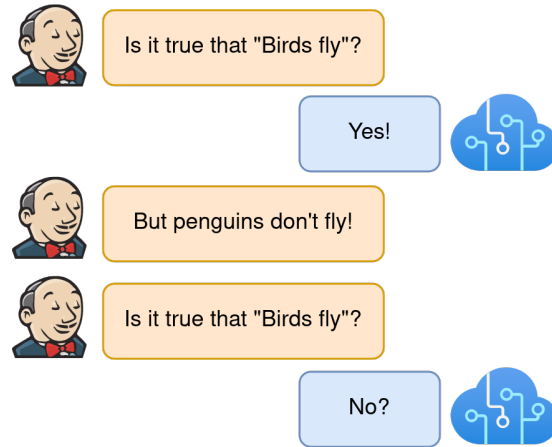 Is it true that "Birds fly"?
Yes!
But penguins don't fly!
Is it true that "Birds fly"?
No?